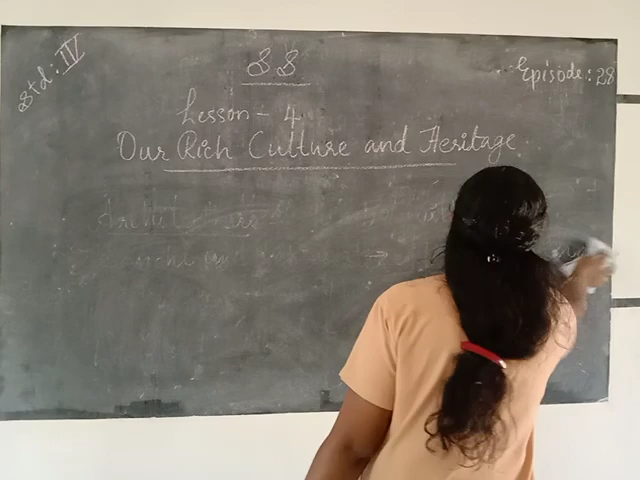 Std: IV
SS
Episode: 28
Lesson - 4
Our Rich Culture and Heritage